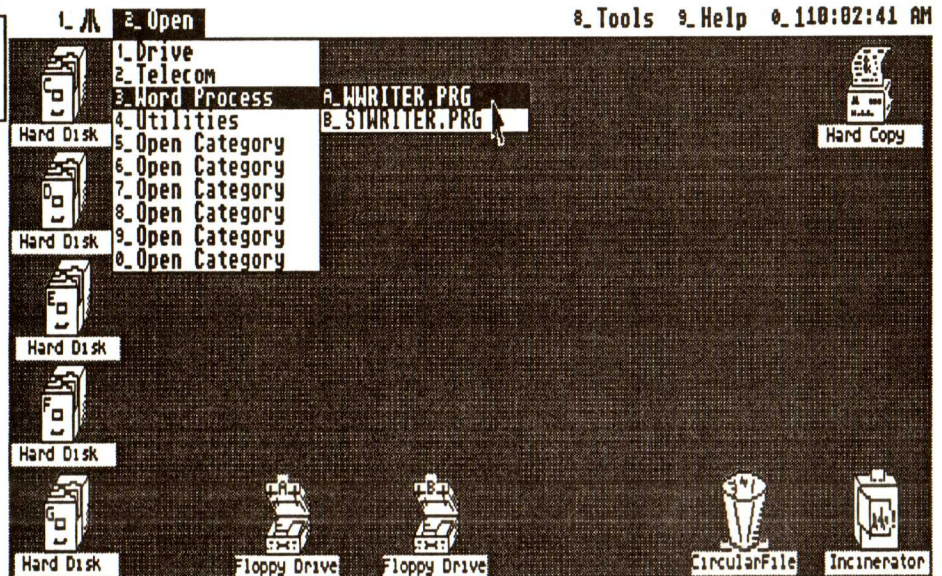 1_ 2_Open 8_Tools 9_Help 0_110:02:41 AM
1_Drive
2_Telecom
3_Word Process
4_Utilities
5_Open Category
6_Open Category
7_Open Category
8_Open Category
9_Open Category
0_Open Category
A_WWRITER.PRG
B_STWRITER.PRG
C
Hard Disk
D
Hard Disk
E
Hard Disk
F
Hard Disk
G
Hard Disk
A
Floppy Drive
B
Floppy Drive
Hard Copy
CircularFile
Incinerator